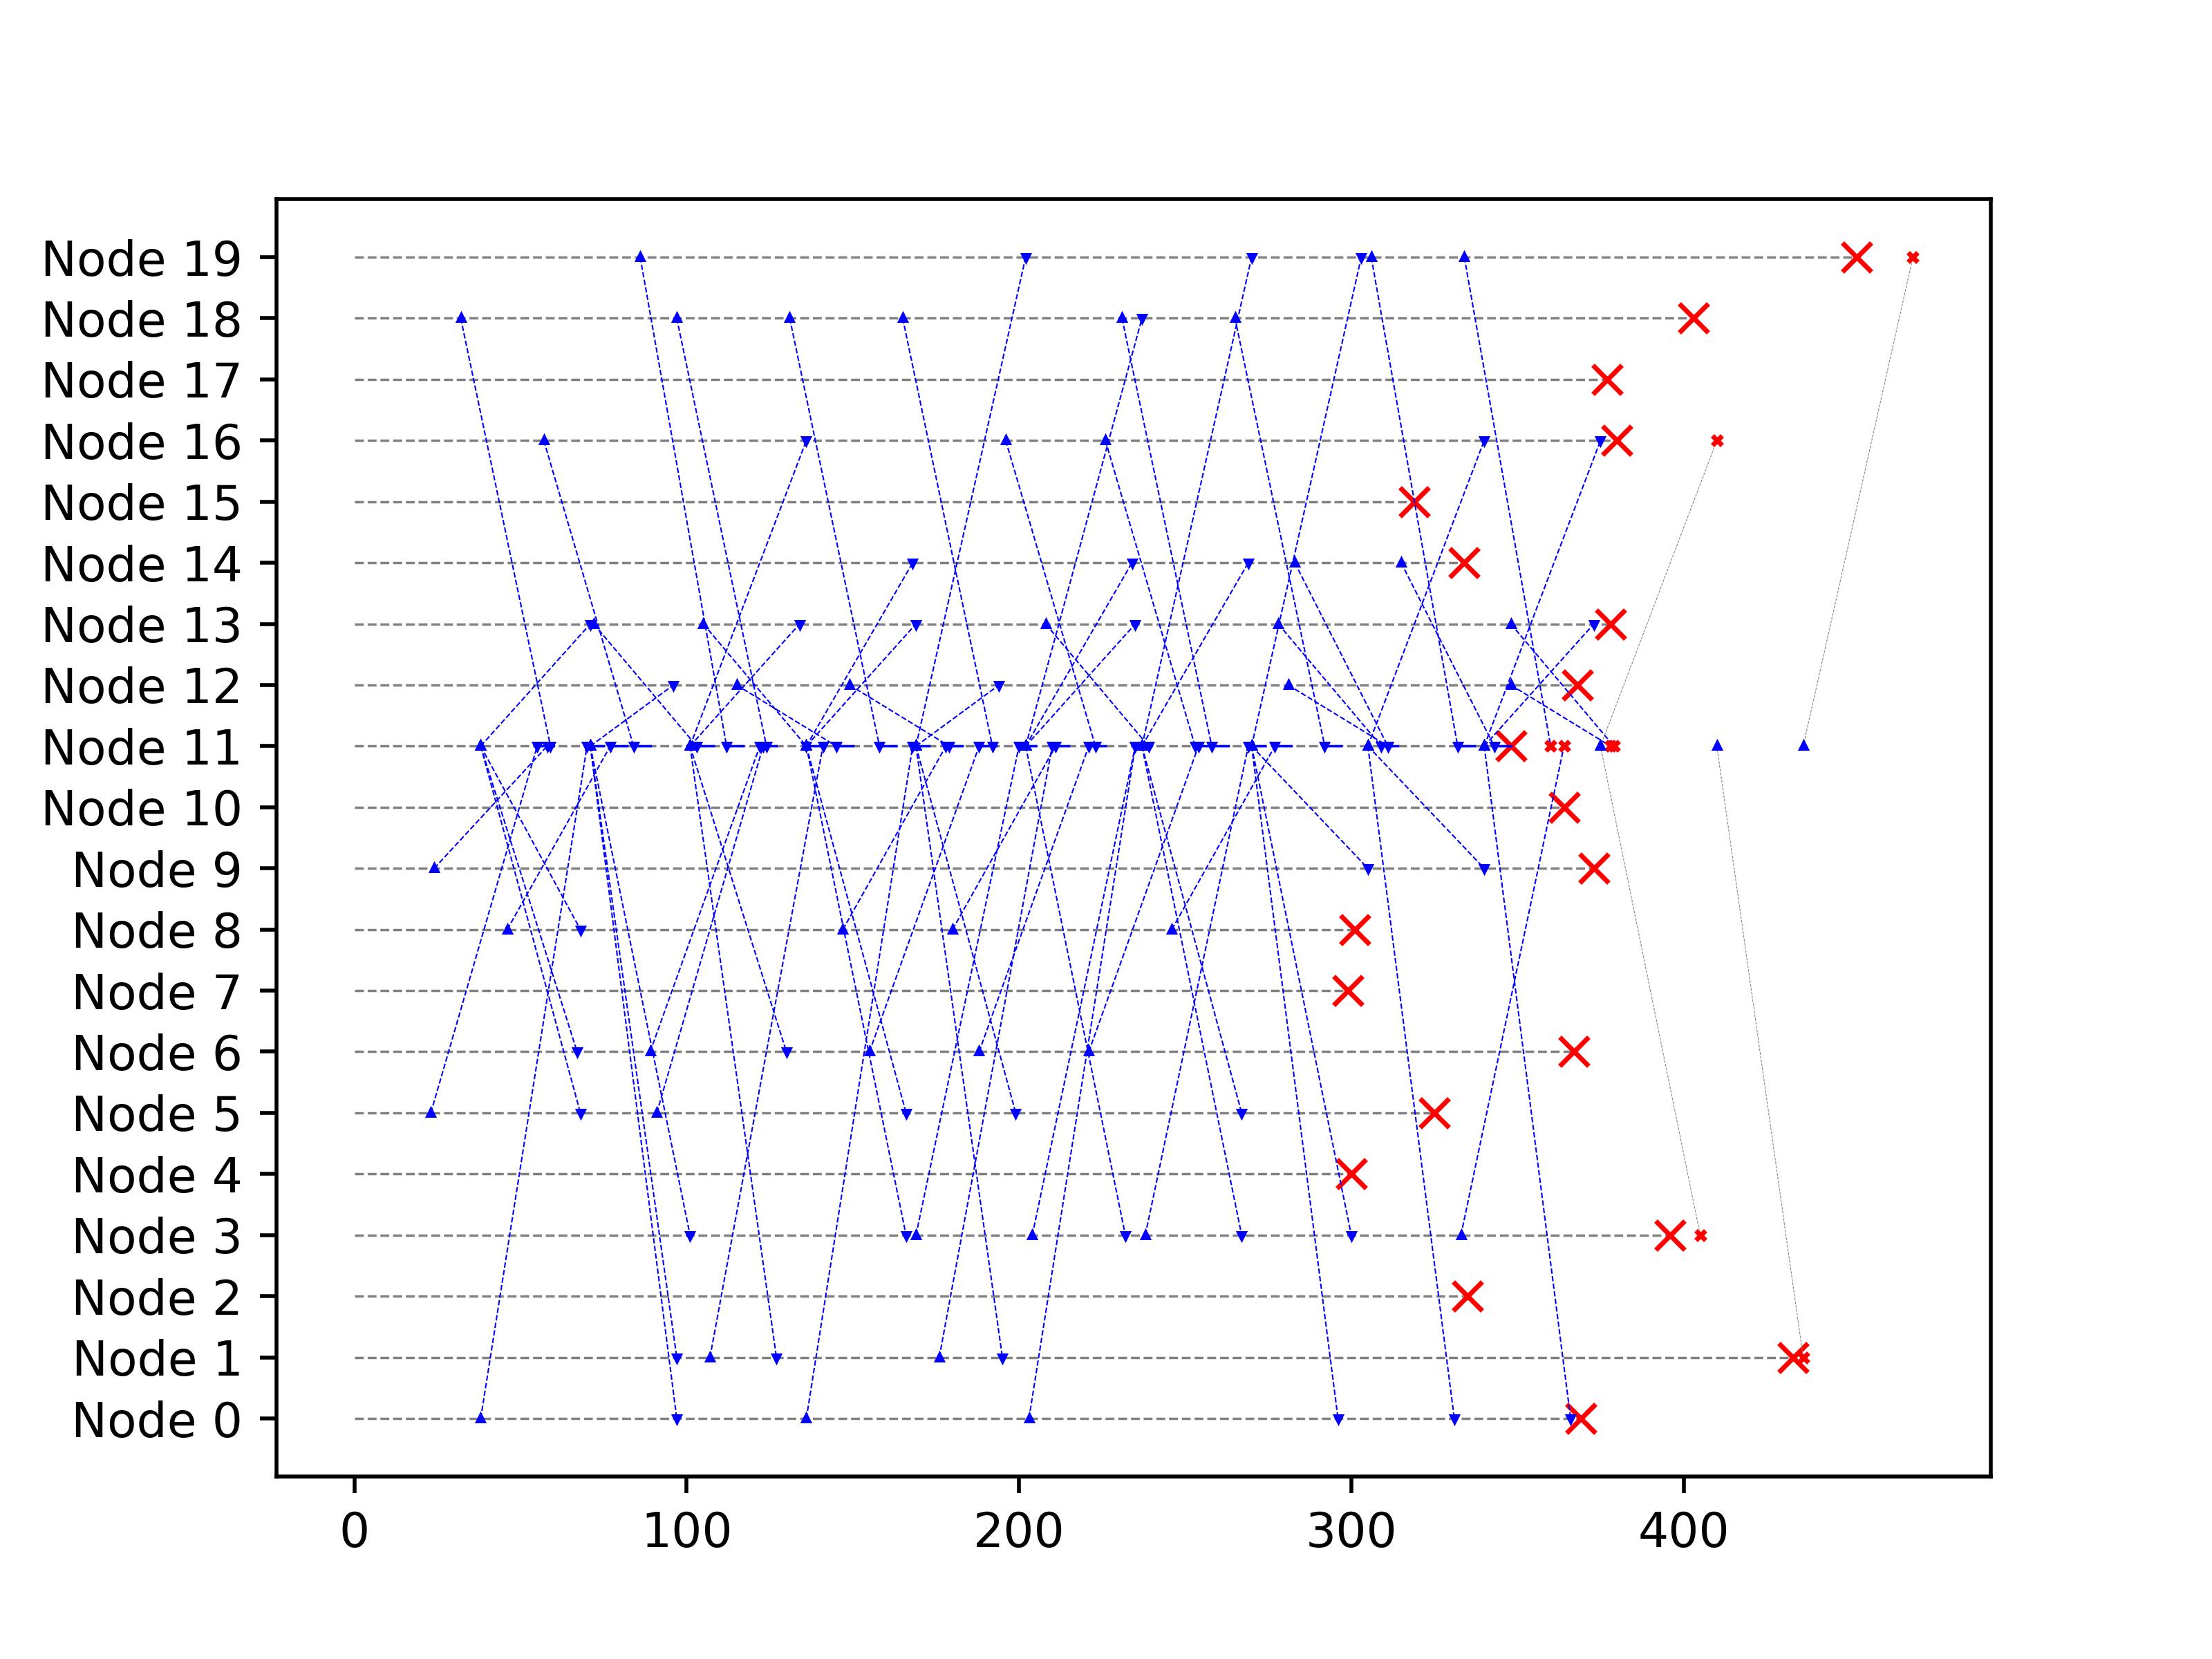 Node 19
Node 18
Node 17
Node 16
Node 15
Node 14
Node 13
Node 12
Node 11
Node 10
Node 9
Node 8
Node 7
Node 6
Node 5
Node 4
Node 3
Node 2
Node 1
Node 0
0 100 200 300 400